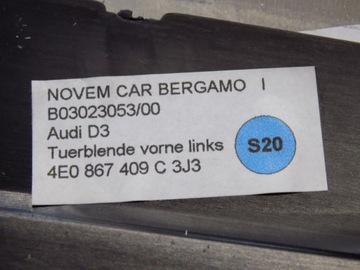 NOVEM CAR BERGAMO I
B03023053/00
Audi D3
Tuerblende vorne links
4E0 867 409 C 3J3
S20